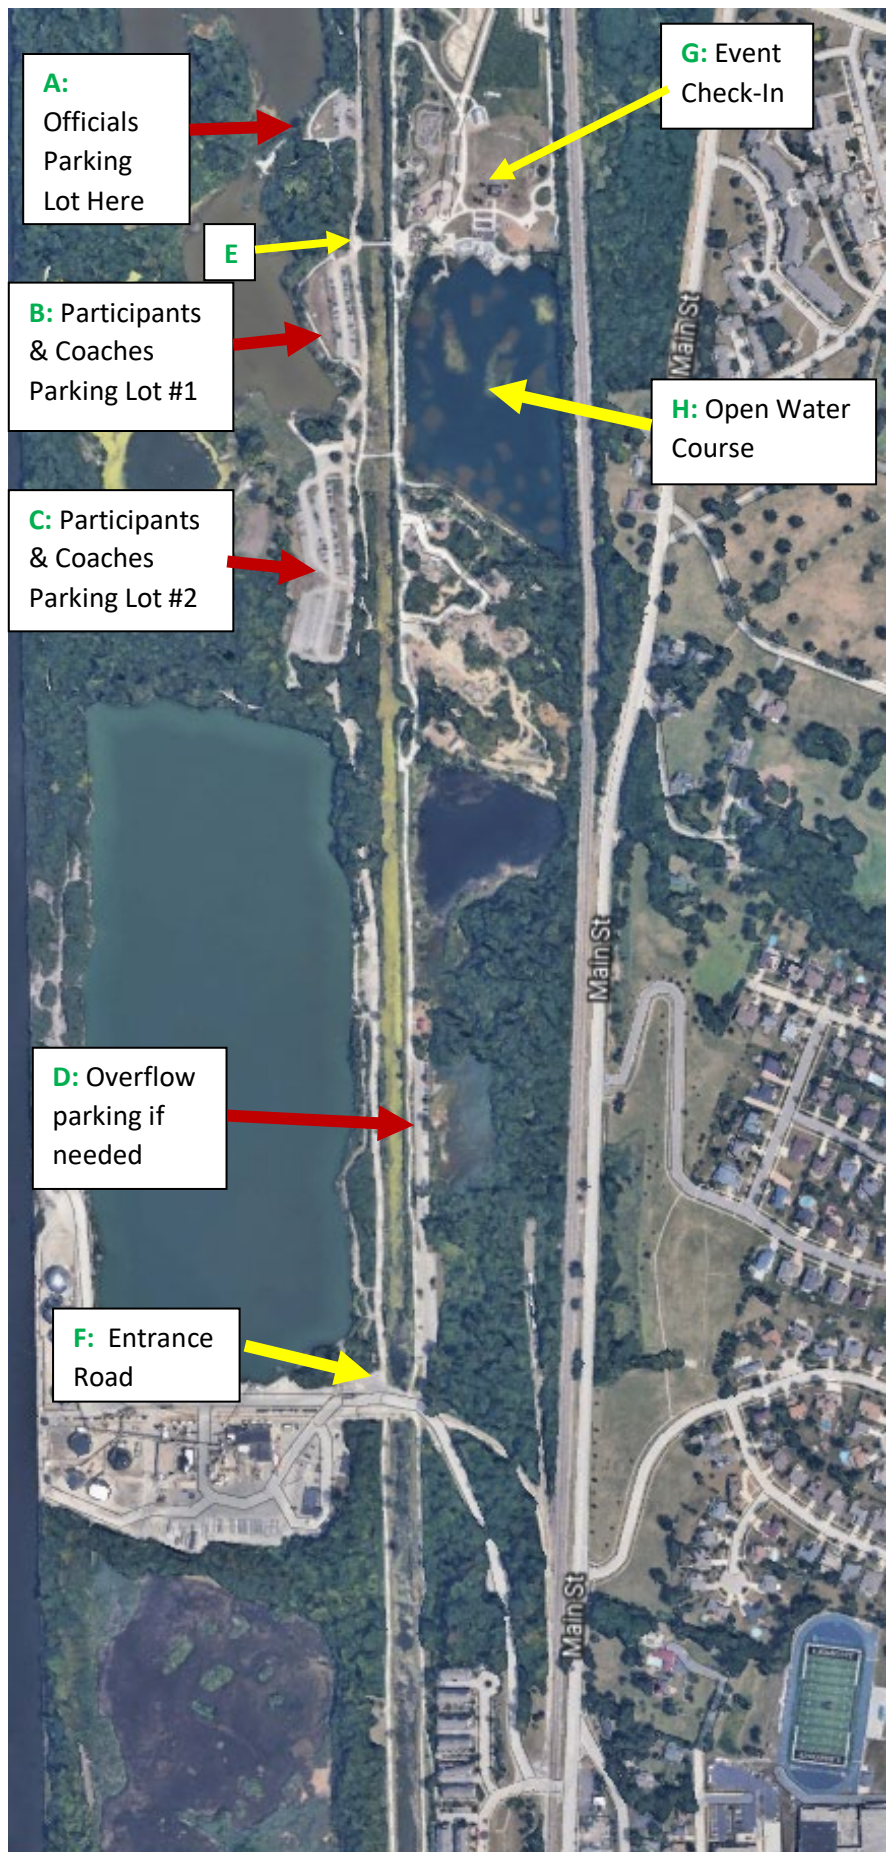 A:
Officials
Parking
Lot Here
G: Event
Check-In
E
B: Participants
& Coaches
Parking Lot #1
Main St
H: Open Water
Course
C: Participants
& Coaches
Parking Lot #2
Main St
D: Overflow
parking if
needed
F: Entrance
Road
Main St